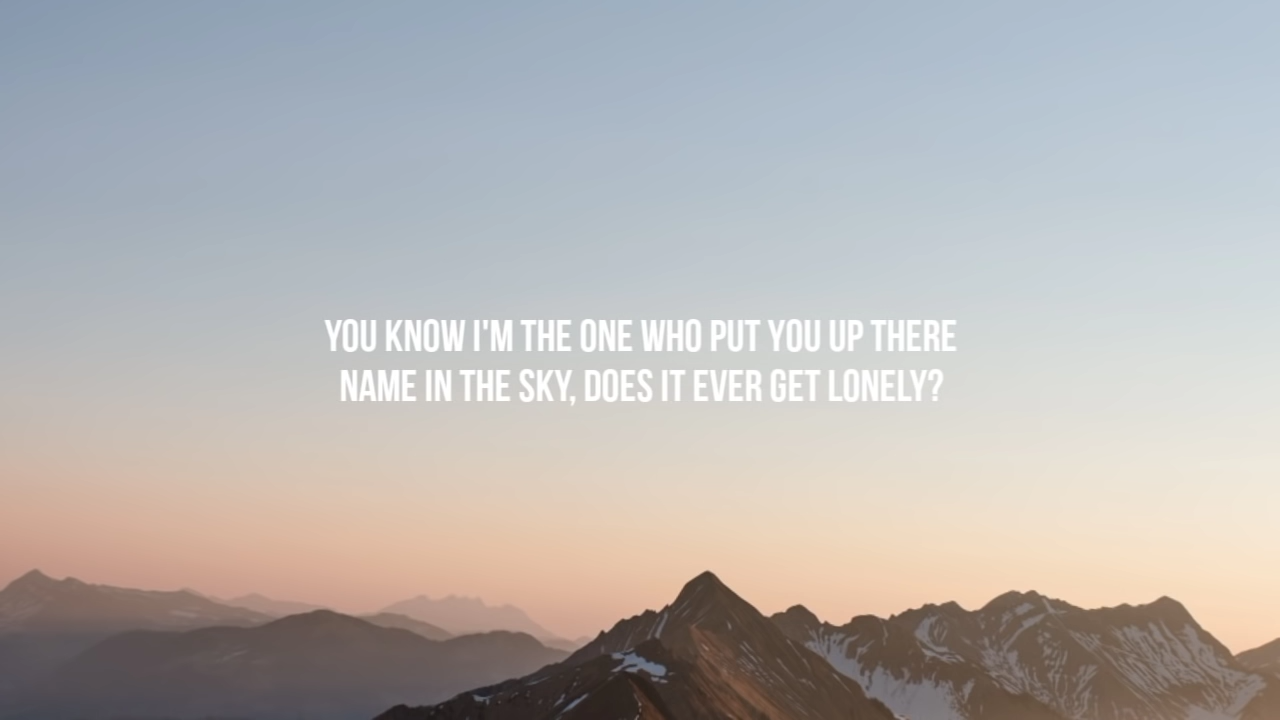 YOU KNOW I'M THE ONE WHO PUT YOU UP THERE
NAME IN THE SKY, DOES IT EVER GET LONELY?